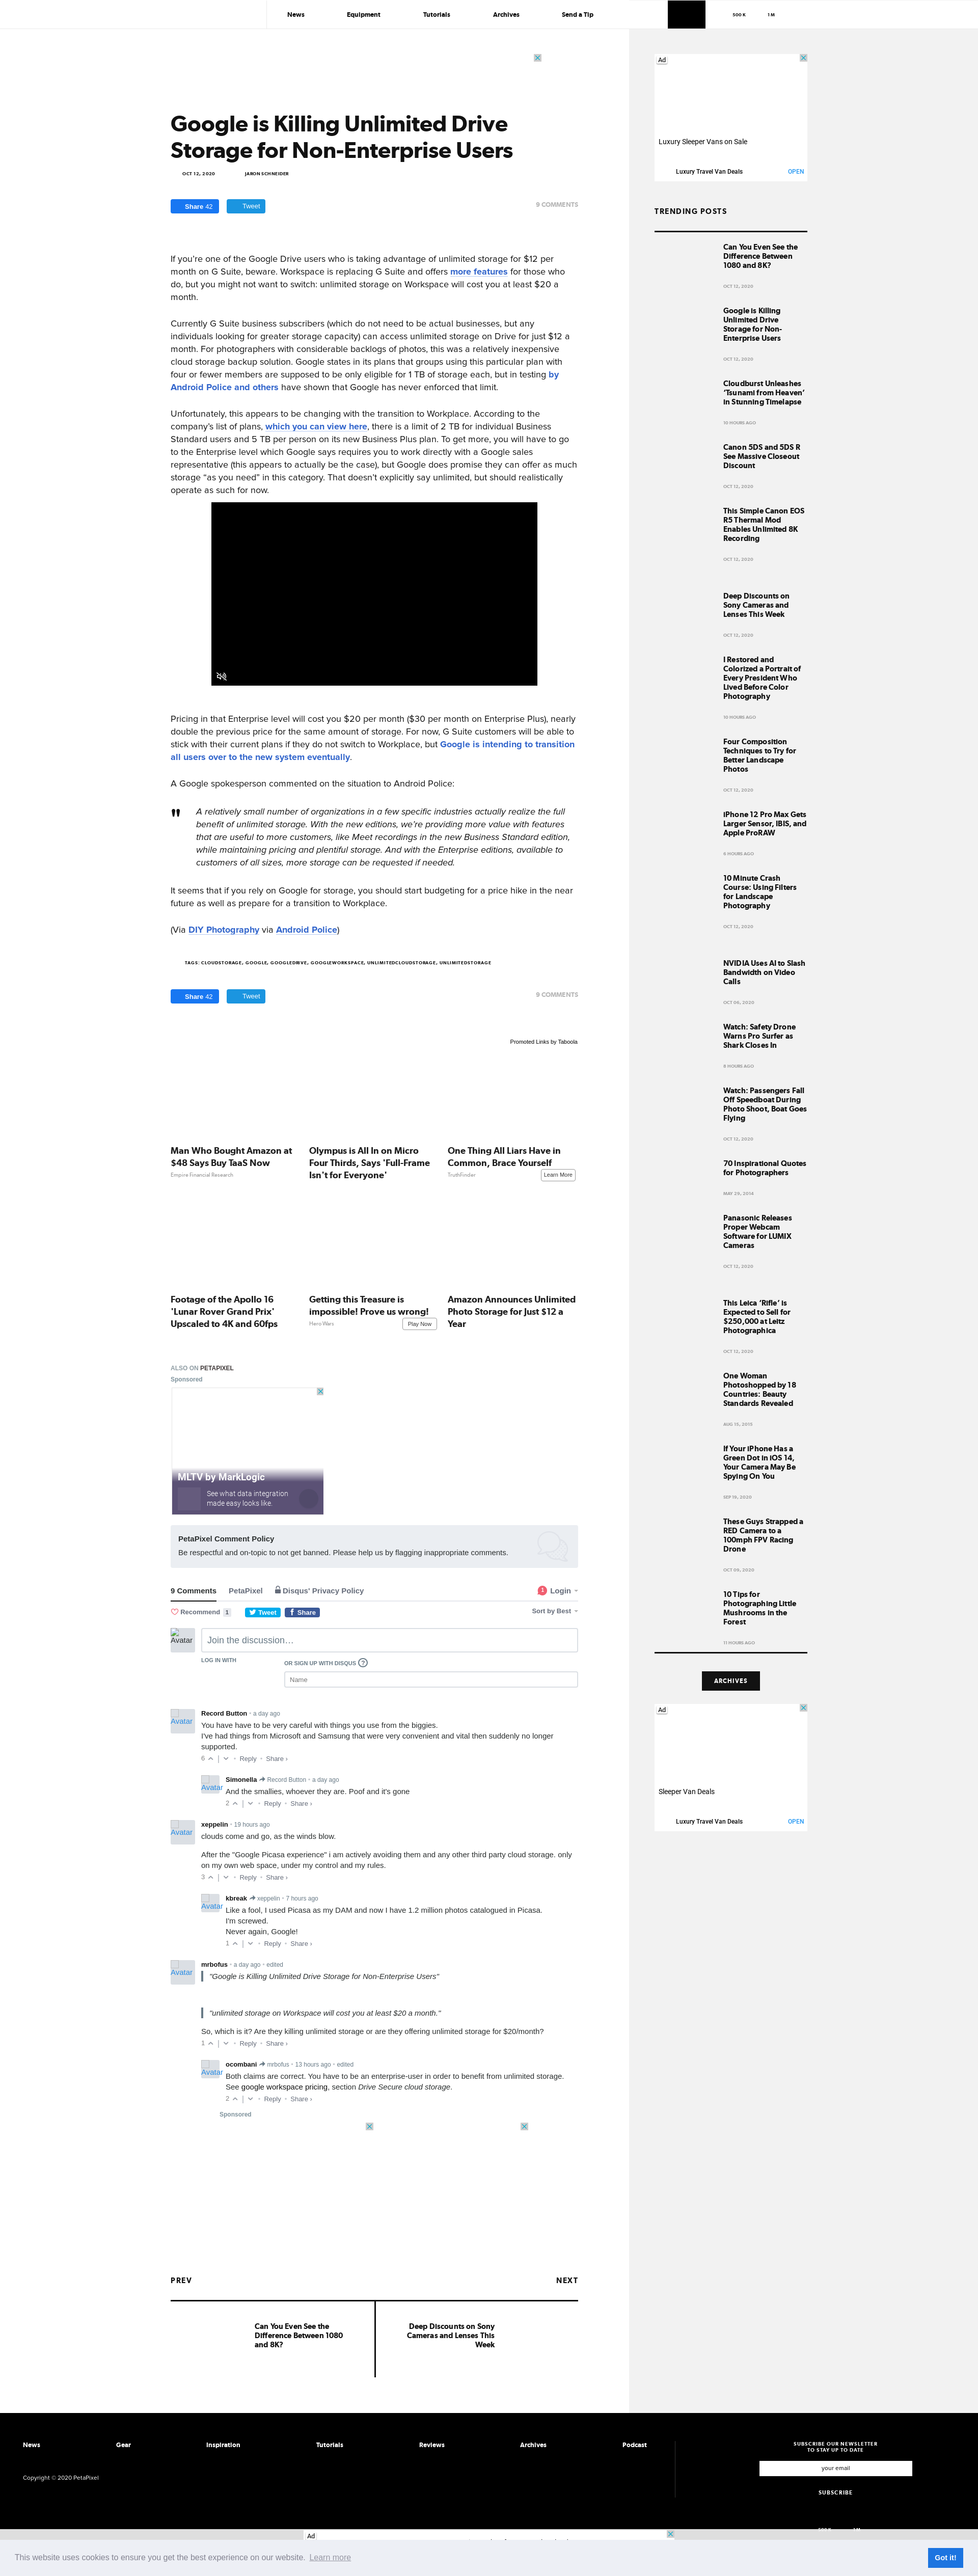 News
Equipment
Tutorials
Archives
Send a Tip
500 K
1 M
Google is Killing Unlimited Drive
Storage for Non-Enterprise Users
OCT 12, 2020
JARON SCHNEIDER
Share 42
Tweet
9 COMMENTS
If you're one of the Google Drive users who is taking advantage of unlimited storage for $12 per
month on G Suite, beware. Workspace is replacing G Suite and offers more features for those who
do, but you might not want to switch: unlimited storage on Workspace will cost you at least $20 a
month.
Currently G Suite business subscribers (which do not need to be actual businesses, but any
individuals looking for greater storage capacity) can access unlimited storage on Drive for just $12 a
month. For photographers with considerable backlogs of photos, this was a relatively inexpensive
cloud storage backup solution. Google states in its plans that groups using this particular plan with
four or fewer members are supposed to be only eligible for 1 TB of storage each, but in testing by
Android Police and others have shown that Google has never enforced that limit.
Unfortunately, this appears to be changing with the transition to Workplace. According to the
company's list of plans, which you can view here, there is a limit of 2 TB for individual Business
Standard users and 5 TB per person on its new Business Plus plan. To get more, you will have to go
to the Enterprise level which Google says requires you to work directly with a Google sales
representative (this appears to actually be the case), but Google does promise they can offer as much
storage “as you need” in this category. That doesn't explicitly say unlimited, but should realistically
operate as such for now.
Pricing in that Enterprise level will cost you $20 per month ($30 per month on Enterprise Plus), nearly
double the previous price for the same amount of storage. For now, G Suite customers will be able to
stick with their current plans if they do not switch to Workplace, but Google is intending to transition
all users over to the new system eventually.
A Google spokesperson commented on the situation to Android Police:
"
A relatively small number of organizations in a few specific industries actually realize the full
benefit of unlimited storage. With the new editions, we're providing more value with features
that are useful to more customers, like Meet recordings in the new Business Standard edition,
while maintaining pricing and plentiful storage. And with the Enterprise editions, available to
customers of all sizes, more storage can be requested if needed.
It seems that if you rely on Google for storage, you should start budgeting for a price hike in the near
future as well as prepare for a transition to Workplace.
(Via DIY Photography via Android Police)
TAGS: CLOUDSTORAGE, GOOGLE, GOOGLEDRIVE, GOOGLEWORKSPACE, UNLIMITEDCLOUDSTORAGE, UNLIMITEDSTORAGE
Share 42
Tweet
9 COMMENTS
Promoted Links by Taboola
Man Who Bought Amazon at
$48 Says Buy TaaS Now
Empire Financial Research
Olympus is All In on Micro
Four Thirds, Says 'Full-Frame
Isn't for Everyone'
One Thing All Liars Have in
Common, Brace Yourself
TruthFinder
Learn More
Footage of the Apollo 16
'Lunar Rover Grand Prix'
Upscaled to 4K and 60fps
Getting this Treasure is
impossible! Prove us wrong!
Hero Wars
Play Now
Amazon Announces Unlimited
Photo Storage for Just $12 a
Year
ALSO ON PETAPIXEL
Sponsored
MLTV by MarkLogic
See what data integration
made easy looks like.
PetaPixel Comment Policy
Be respectful and on-topic to not get banned. Please help us by flagging inappropriate comments.
9 Comments
PetaPixel
Disqus' Privacy Policy
1
Login
Recommend 1
Tweet
Share
Sort by Best
Avatar
Join the discussion…
LOG IN WITH
OR SIGN UP WITH DISQUS ?
Name
Avatar
Record Button • a day ago
You have have to be very careful with things you use from the biggies.
I've had things from Microsoft and Samsung that were very convenient and vital then suddenly no longer
supported.
6 • Reply • Share ›
Avatar
Simonella Record Button • a day ago
And the smallies, whoever they are. Poof and it's gone
2 • Reply • Share ›
Avatar
xeppelin • 19 hours ago
clouds come and go, as the winds blow.
After the "Google Picasa experience" i am actively avoiding them and any other third party cloud storage. only
on my own web space, under my control and my rules.
3 • Reply • Share ›
Avatar
kbreak xeppelin • 7 hours ago
Like a fool, I used Picasa as my DAM and now I have 1.2 million photos catalogued in Picasa.
I'm screwed.
Never again, Google!
1 • Reply • Share ›
Avatar
mrbofus • a day ago • edited
"Google is Killing Unlimited Drive Storage for Non-Enterprise Users"
"unlimited storage on Workspace will cost you at least $20 a month."
So, which is it? Are they killing unlimited storage or are they offering unlimited storage for $20/month?
1 • Reply • Share ›
Avatar
ocombani mrbofus • 13 hours ago • edited
Both claims are correct. You have to be an enterprise-user in order to benefit from unlimited storage.
See google workspace pricing, section Drive Secure cloud storage.
2 • Reply • Share ›
Sponsored
PREV
NEXT
Can You Even See the
Difference Between 1080
and 8K?
Deep Discounts on Sony
Cameras and Lenses This
Week
Ad
Luxury Sleeper Vans on Sale
Luxury Travel Van Deals
OPEN
TRENDING POSTS
Can You Even See the
Difference Between
1080 and 8K?
OCT 12, 2020
Google is Killing
Unlimited Drive
Storage for Non-
Enterprise Users
OCT 12, 2020
Cloudburst Unleashes
'Tsunami from Heaven'
in Stunning Timelapse
10 HOURS AGO
Canon 5DS and 5DS R
See Massive Closeout
Discount
OCT 12, 2020
This Simple Canon EOS
R5 Thermal Mod
Enables Unlimited 8K
Recording
OCT 12, 2020
Deep Discounts on
Sony Cameras and
Lenses This Week
OCT 12, 2020
I Restored and
Colorized a Portrait of
Every President Who
Lived Before Color
Photography
10 HOURS AGO
Four Composition
Techniques to Try for
Better Landscape
Photos
OCT 12, 2020
iPhone 12 Pro Max Gets
Larger Sensor, IBIS, and
Apple ProRAW
6 HOURS AGO
10 Minute Crash
Course: Using Filters
for Landscape
Photography
OCT 12, 2020
NVIDIA Uses AI to Slash
Bandwidth on Video
Calls
OCT 06, 2020
Watch: Safety Drone
Warns Pro Surfer as
Shark Closes In
8 HOURS AGO
Watch: Passengers Fall
Off Speedboat During
Photo Shoot, Boat Goes
Flying
OCT 12, 2020
70 Inspirational Quotes
for Photographers
MAY 29, 2014
Panasonic Releases
Proper Webcam
Software for LUMIX
Cameras
OCT 12, 2020
This Leica 'Rifle' is
Expected to Sell for
$250,000 at Leitz
Photographica
OCT 12, 2020
One Woman
Photoshopped by 18
Countries: Beauty
Standards Revealed
AUG 15, 2015
If Your iPhone Has a
Green Dot in iOS 14,
Your Camera May Be
Spying On You
SEP 19, 2020
These Guys Strapped a
RED Camera to a
100mph FPV Racing
Drone
OCT 09, 2020
10 Tips for
Photographing Little
Mushrooms in the
Forest
11 HOURS AGO
ARCHIVES
Ad
Sleeper Van Deals
Luxury Travel Van Deals
OPEN
News
Gear
Inspiration
Tutorials
Reviews
Archives
Podcast
Copyright © 2020 PetaPixel
SUBSCRIBE OUR NEWSLETTER
TO STAY UP TO DATE
your email
SUBSCRIBE
Ad
This website uses cookies to ensure you get the best experience on our website. Learn more
Got it!